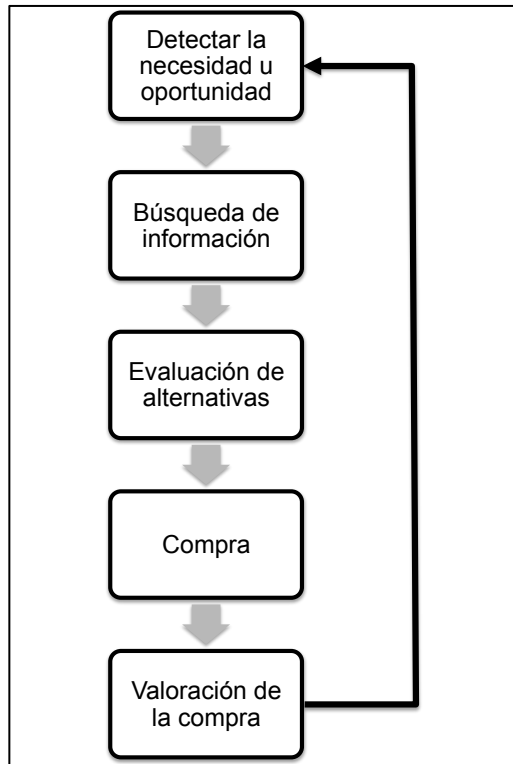 Detectar la
necesidad u
oportunidad
Búsqueda de
información
Evaluación de
alternativas
Compra
Valoración de
la compra